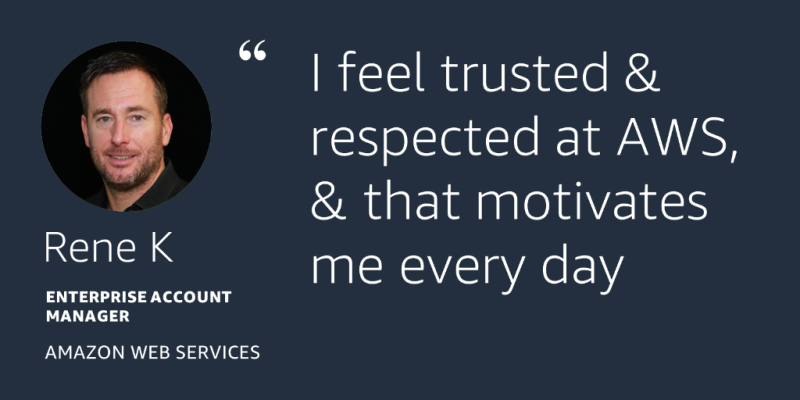 “
I feel trusted &
respected at AWS,
& that motivates
me every day
Rene K
ENTERPRISE ACCOUNT
MANAGER
AMAZON WEB SERVICES